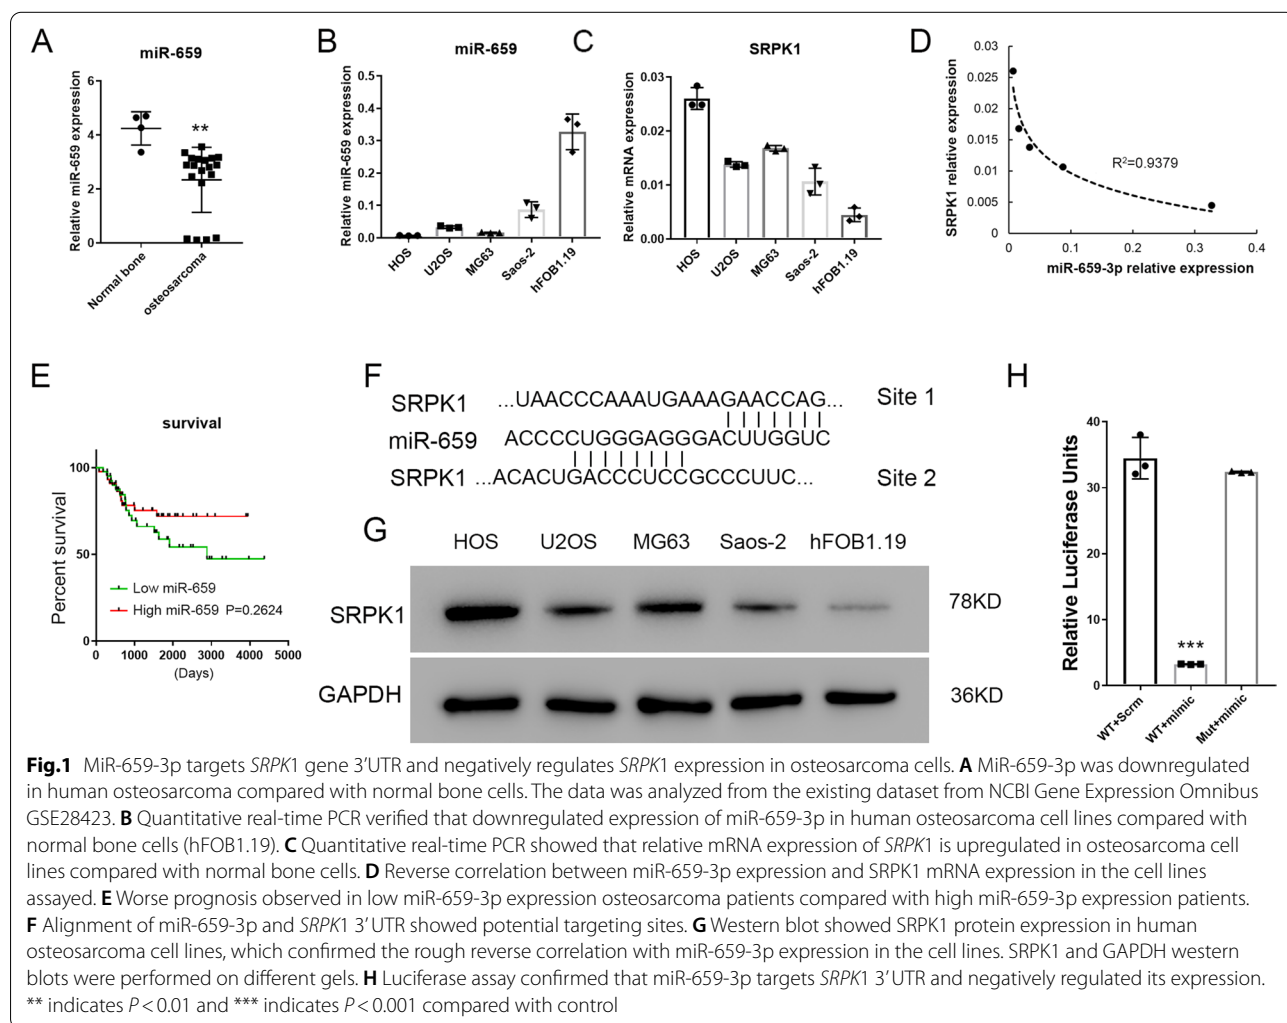 A
miR-659
Relative miR-659 expression
6
4
2
0
**
Normal bone
osteosarcoma
B
miR-659
Relative miR-659 expression
0.5
0.4
0.3
0.2
0.1
0.0
HOS
U2OS
MG63
Saos-2
hFOB1.19
C
SRPK1
Relative mRNA expression
0.03
0.02
0.01
0.00
HOS
U2OS
MG63
Saos-2
hFOB1.19
D
SRPK1 relative expression
0.03
0.025
0.02
0.015
0.01
0.005
0
R²=0.9379
0 0.1 0.2 0.3 0.4
miR-659-3p relative expression
E
survival
Percent survival
100
50
0
Low miR-659
High miR-659 P=0.2624
0 1000 2000 3000 4000 5000
(Days)
F
SRPK1 ...UAACCCAAAUGAAAGAACCAG... Site 1
miR-659 ACCCCUGGGAGGGACUUGGUC
SRPK1 ...ACACUGACCCUCCGCCCUUC... Site 2
G
HOS U2OS MG63 Saos-2 hFOB1.19
SRPK1 78KD
GAPDH 36KD
H
Relative Luciferase Units
40
30
20
10
0
***
WT+Scrm
WT+mimic
Mut+mimic
Fig.1 MiR-659-3p targets SRPK1 gene 3'UTR and negatively regulates SRPK1 expression in osteosarcoma cells. A MiR-659-3p was downregulated
in human osteosarcoma compared with normal bone cells. The data was analyzed from the existing dataset from NCBI Gene Expression Omnibus
GSE28423. B Quantitative real-time PCR verified that downregulated expression of miR-659-3p in human osteosarcoma cell lines compared with
normal bone cells (hFOB1.19). C Quantitative real-time PCR showed that relative mRNA expression of SRPK1 is upregulated in osteosarcoma cell
lines compared with normal bone cells. D Reverse correlation between miR-659-3p expression and SRPK1 mRNA expression in the cell lines
assayed. E Worse prognosis observed in low miR-659-3p expression osteosarcoma patients compared with high miR-659-3p expression patients.
F Alignment of miR-659-3p and SRPK1 3' UTR showed potential targeting sites. G Western blot showed SRPK1 protein expression in human
osteosarcoma cell lines, which confirmed the rough reverse correlation with miR-659-3p expression in the cell lines. SRPK1 and GAPDH western
blots were performed on different gels. H Luciferase assay confirmed that miR-659-3p targets SRPK1 3' UTR and negatively regulated its expression.
** indicates P < 0.01 and *** indicates P < 0.001 compared with control